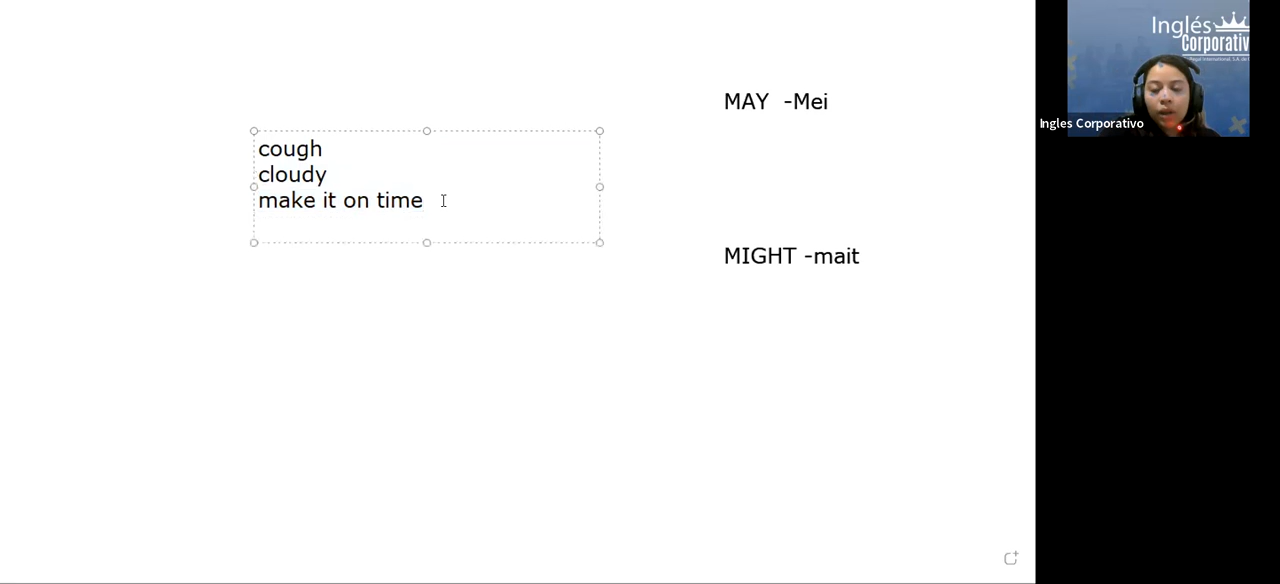 cough
cloudy
make it on time
MAY -Mei
MIGHT -mait
Inglés
Corporativ
Ingles Corporativo